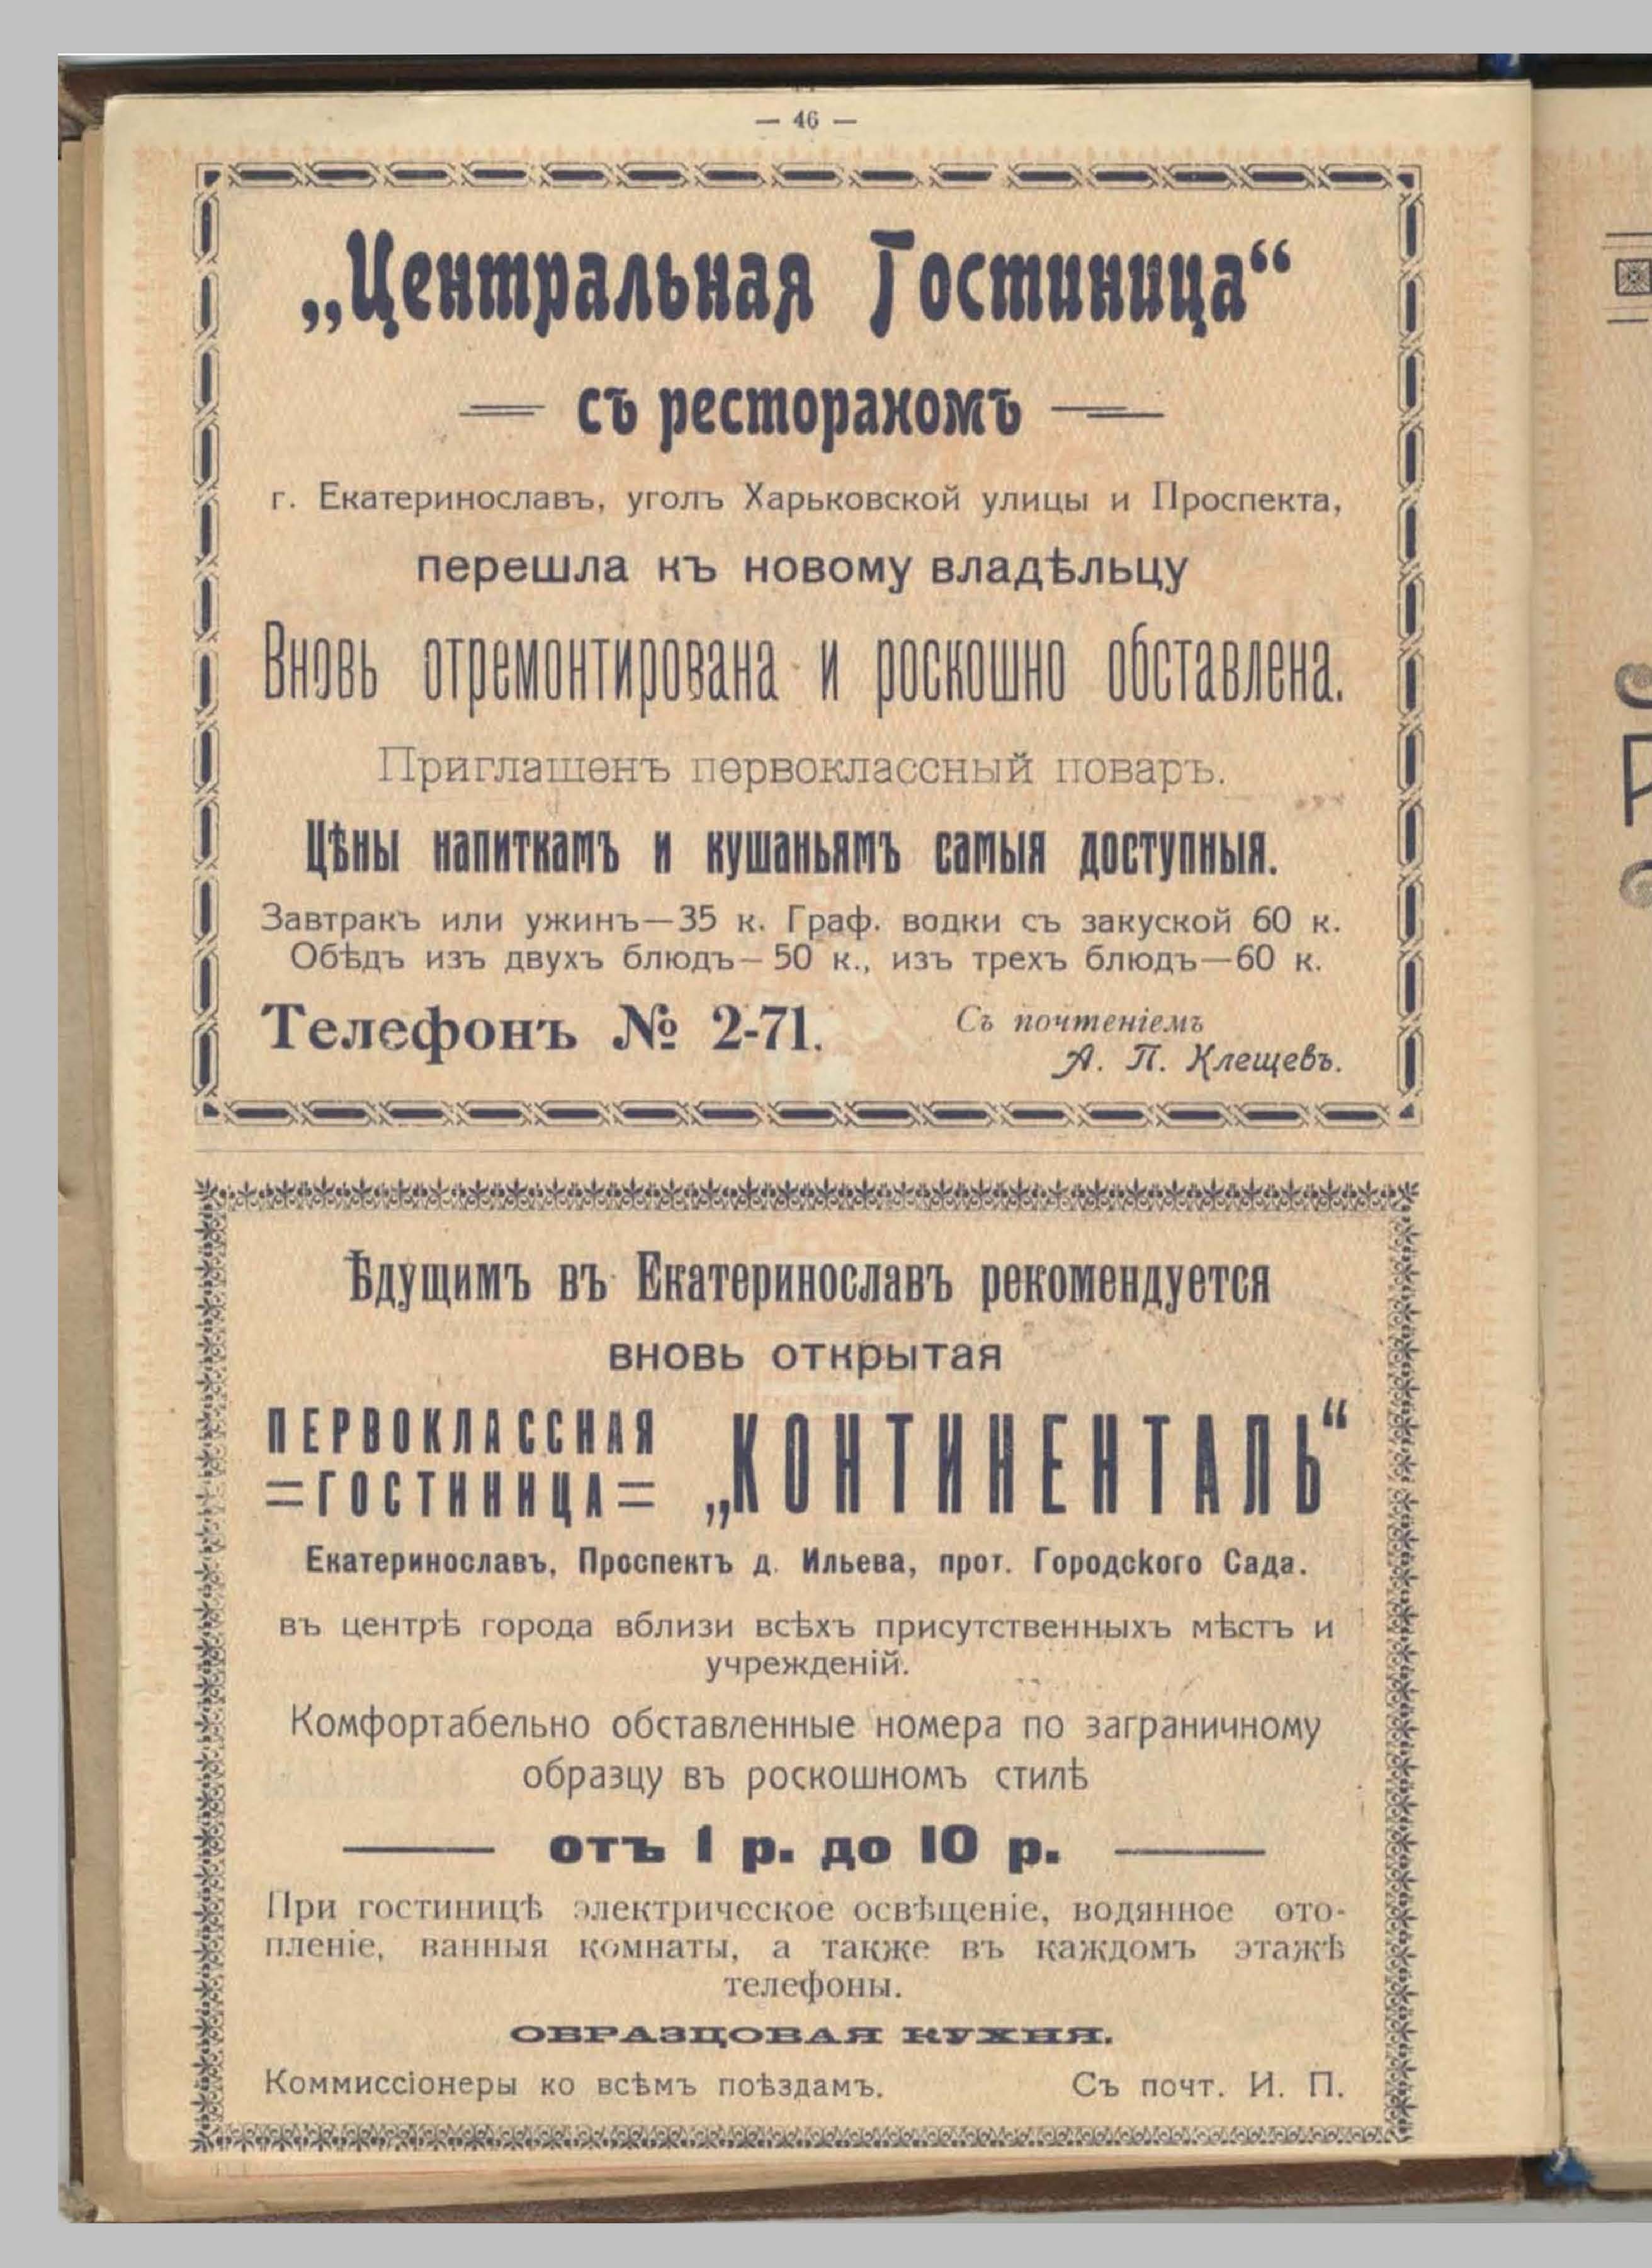 — 46 —
„Центральная Гостиница“
съ рестораномъ
г. Екатеринославъ, уголъ Харьковской улицы и Проспекта,
перешла къ новому владѣльцу
Вновь отремонтирована и роскошно обставлена.
Приглашенъ первоклассный поваръ.
Цѣны напиткамъ и кушаньямъ самыя доступныя.
Завтракъ или ужинъ—35 к. Граф. водки съ закуской 60 к.
Обѣдъ изъ двухъ блюдъ—50 к., изъ трехъ блюдъ—60 к.
Телефонъ № 2-71.
Съ почтеніемъ
А. П. Клещевъ.
Ѣдущимъ въ Екатеринославъ рекомендуется
вновь открытая
ПЕРВОКЛАССНАЯ
=ГОСТИНИЦА=
„КОНТИНЕНТАЛЬ“
Екатеринославъ, Проспектъ д. Ильева, прот. Городского Сада.
въ центрѣ города вблизи всѣхъ присутственныхъ мѣстъ и
учрежденій.
Комфортабельно обставленные номера по заграничному
образцу въ роскошномъ стилѣ
отъ 1 р. до 10 р.
При гостиницѣ электрическое освѣщеніе, водянное ото-
пленіе, ванныя комнаты, а также въ каждомъ этажѣ
телефоны.
ОБРАЗЦОВАЯ КУХНЯ.
Коммиссіонеры ко всѣмъ поѣздамъ.
Съ почт. И. П.